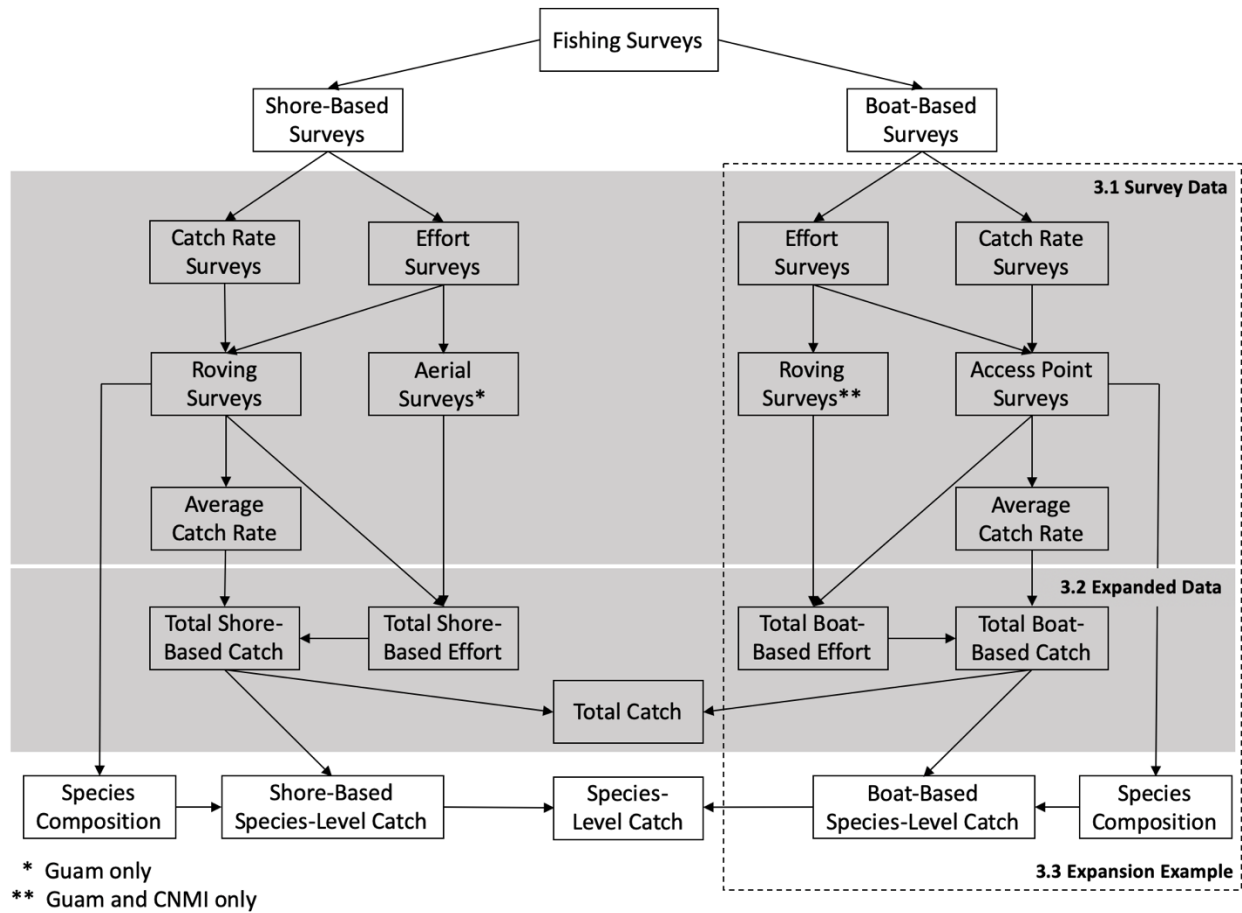 Fishing Surveys
Shore-Based
Surveys
Boat-Based
Surveys
3.1 Survey Data
Catch Rate
Surveys
Effort
Surveys
Effort
Surveys
Catch Rate
Surveys
Roving
Surveys
Aerial
Surveys*
Roving
Surveys**
Access Point
Surveys
Average
Catch Rate
Average
Catch Rate
3.2 Expanded Data
Total Shore-
Based Catch
Total Shore-
Based Effort
Total Boat-
Based Effort
Total Boat-
Based Catch
Total Catch
Species
Composition
Shore-Based
Species-Level Catch
Species-
Level Catch
Boat-Based
Species-Level Catch
Species
Composition
3.3 Expansion Example
* Guam only
** Guam and CNMI only